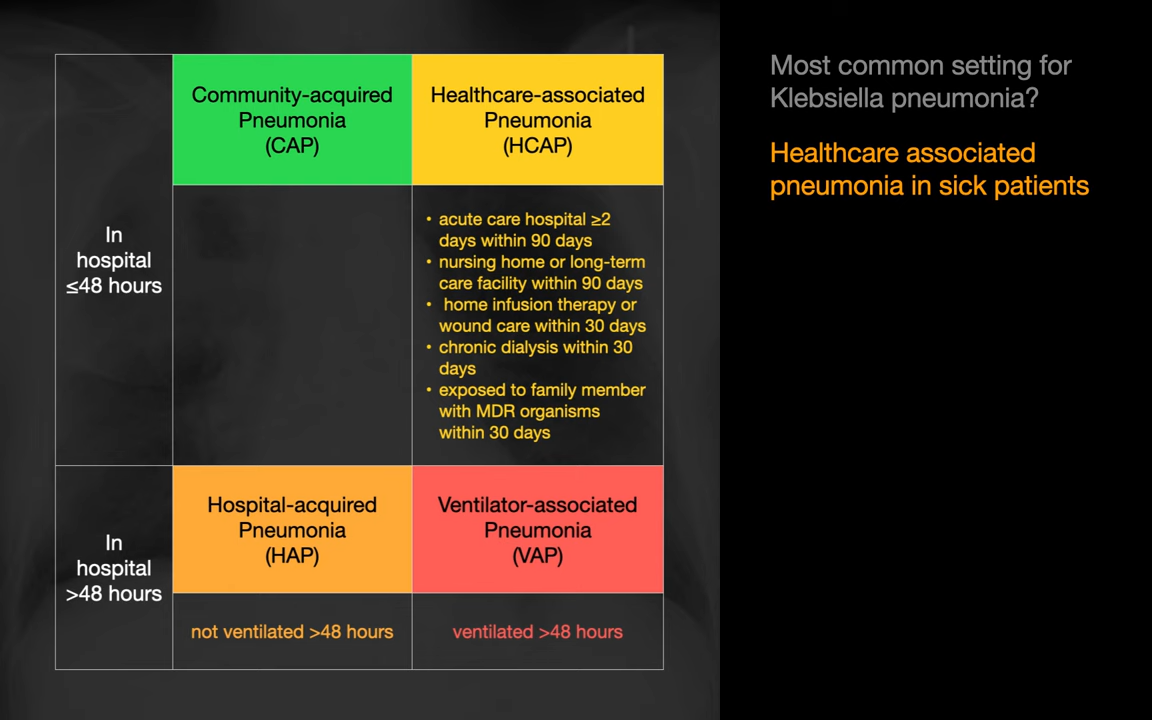 Community-acquired
Pneumonia
(CAP)
Healthcare-associated
Pneumonia
(HCAP)
In
hospital
≤48 hours
• acute care hospital ≥2
days within 90 days
• nursing home or long-term
care facility within 90 days
• home infusion therapy or
wound care within 30 days
• chronic dialysis within 30
days
• exposed to family member
with MDR organisms
within 30 days
In
hospital
>48 hours
Hospital-acquired
Pneumonia
(HAP)
Ventilator-associated
Pneumonia
(VAP)
not ventilated >48 hours
ventilated >48 hours
Most common setting for
Klebsiella pneumonia?
Healthcare associated
pneumonia in sick patients